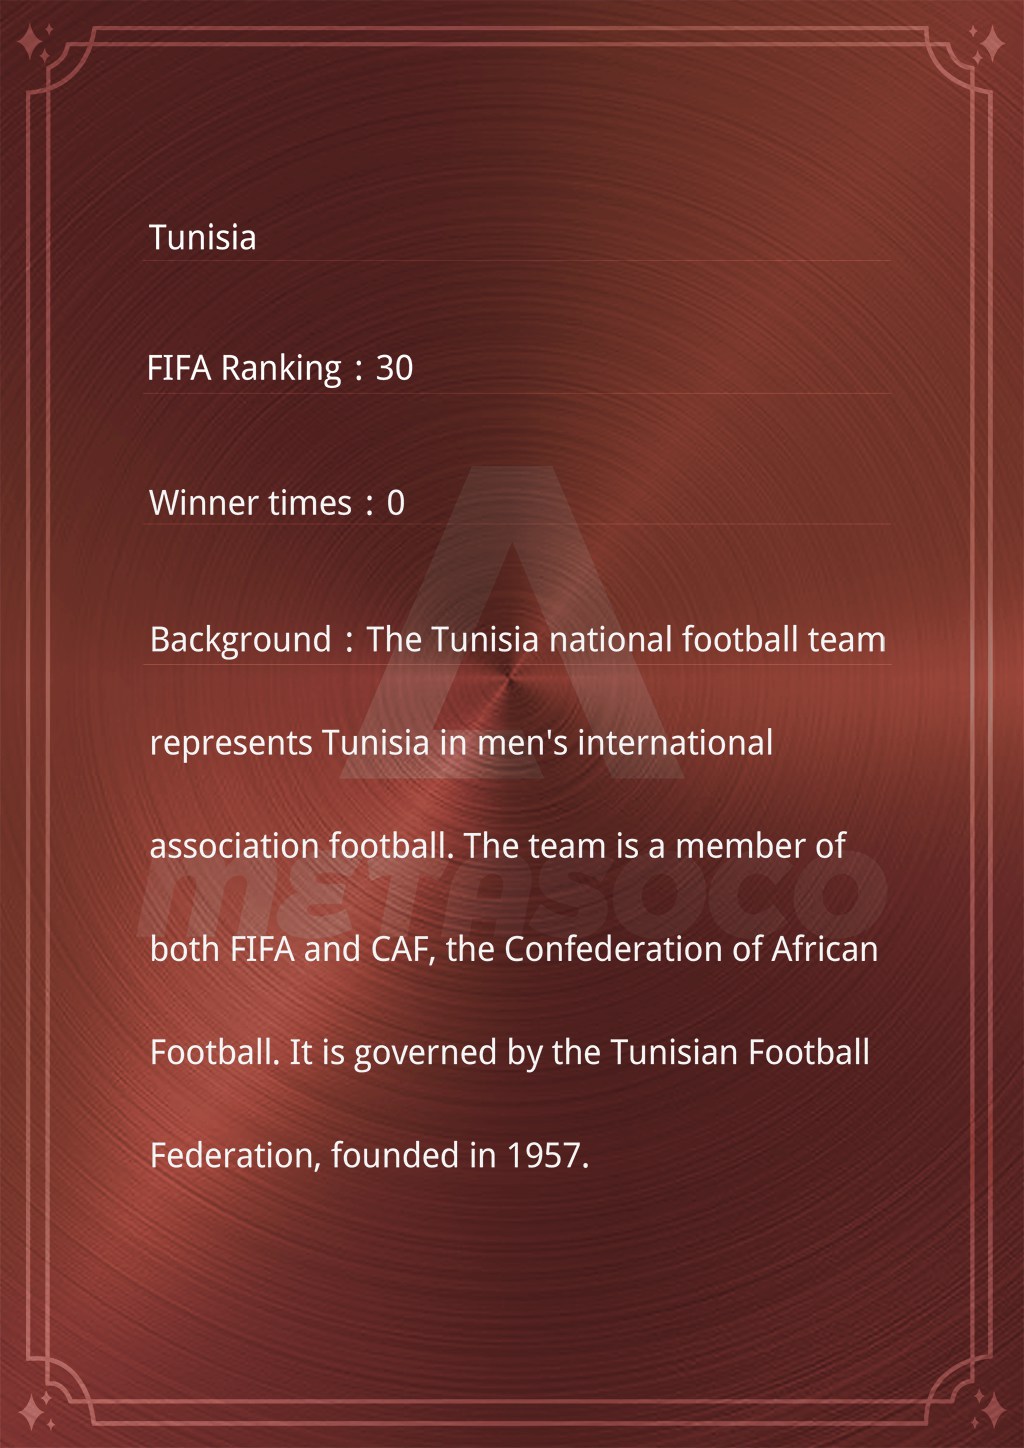 Tunisia
FIFA Ranking：30
Winner times：0
Background：The Tunisia national football team
represents Tunisia in men's international
association football. The team is a member of
METASOCO
both FIFA and CAF, the Confederation of African
Football. It is governed by the Tunisian Football
Federation, founded in 1957.